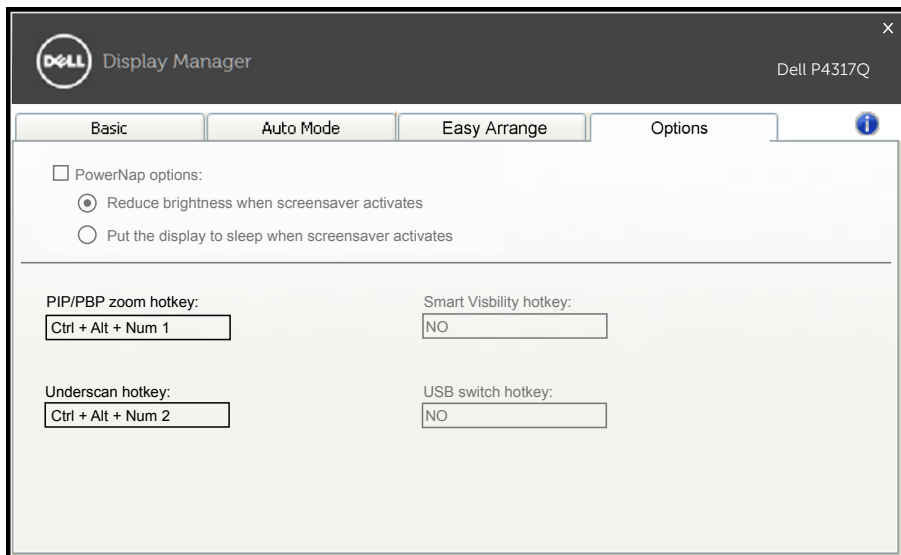 X
DELL Display Manager
Dell P4317Q
Basic Auto Mode Easy Arrange Options i
PowerNap options:
Reduce brightness when screensaver activates
Put the display to sleep when screensaver activates
PIP/PBP zoom hotkey: Smart Visbility hotkey:
Ctrl + Alt + Num 1 NO
Underscan hotkey: USB switch hotkey:
Ctrl + Alt + Num 2 NO